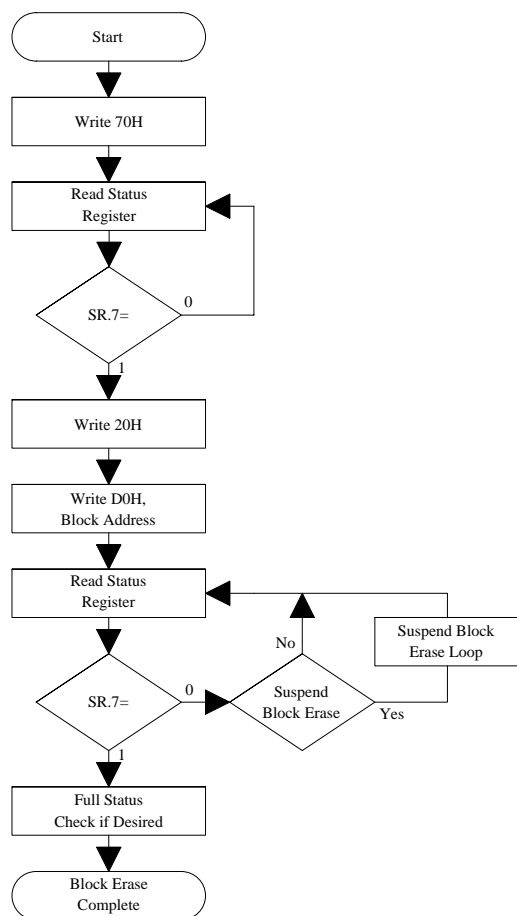 Start
Write 70H
Read Status
Register
SR.7=
0
1
Write 20H
Write D0H,
Block Address
Read Status
Register
SR.7=
0
1
No
Suspend
Block Erase
Yes
Suspend Block
Erase Loop
Full Status
Check if Desired
Block Erase
Complete